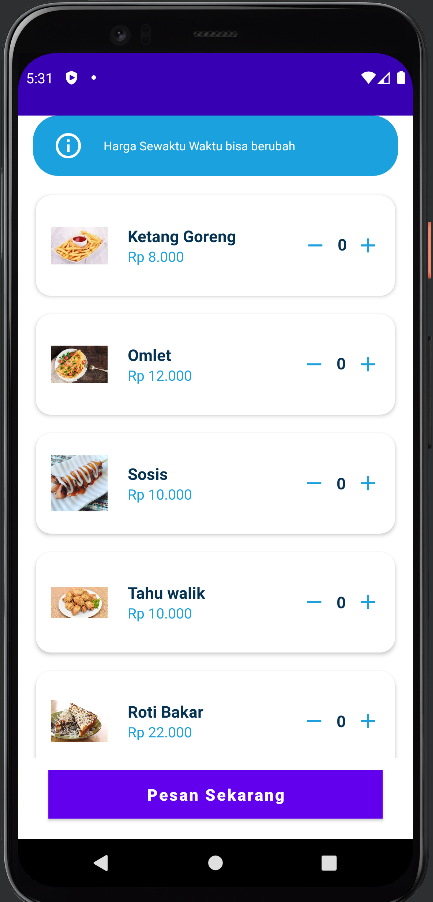 5:31
Harga Sewaktu Waktu bisa berubah
Ketang Goreng
Rp 8.000
0
Omlet
Rp 12.000
0
Sosis
Rp 10.000
0
Tahu walik
Rp 10.000
0
Roti Bakar
Rp 22.000
0
Pesan Sekarang